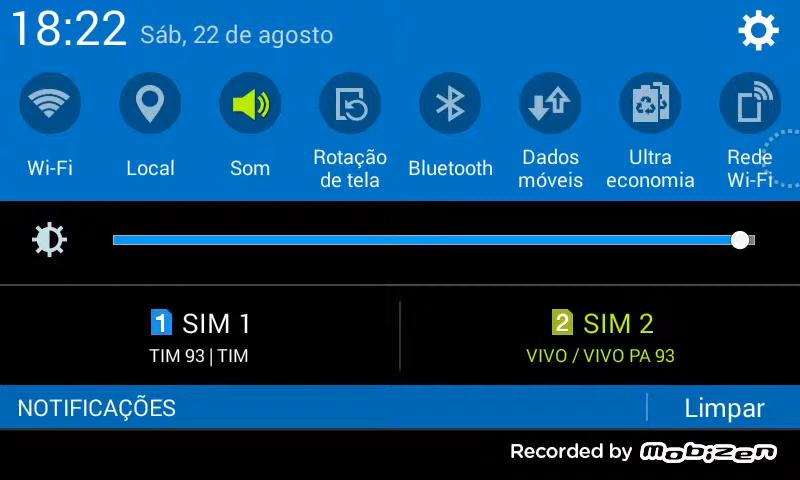 18:22 Sáb, 22 de agosto
Wi-Fi
Local
Som
Rotação
de tela
Bluetooth
Dados
móveis
Ultra
economia
Rede
Wi-Fi
1 SIM 1
TIM 93 | TIM
2 SIM 2
VIVO / VIVO PA 93
NOTIFICAÇÕES
Limpar
Recorded by Mobizen